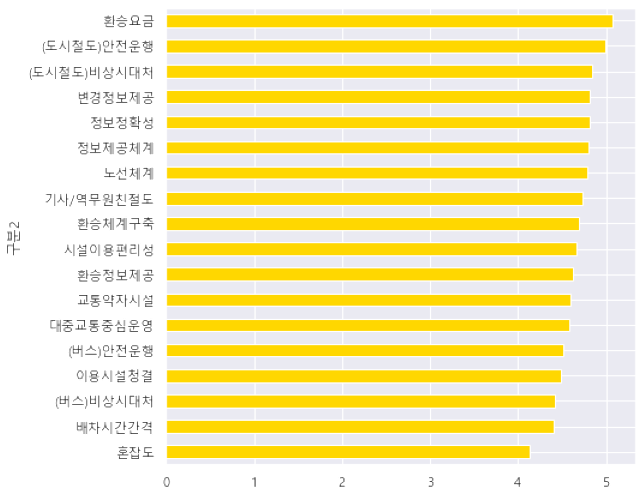 환승요금
(도시철도)안전운행
(도시철도)비상시대처
변경정보제공
정보정확성
정보제공체계
노선체계
기사/역무원친절도
환승체계구축
시설이용편리성
환승정보제공
교통약자시설
대중교통중심운영
(버스)안전운행
이용시설청결
(버스)비상시대처
배차시간간격
혼잡도
구분2
0 1 2 3 4 5